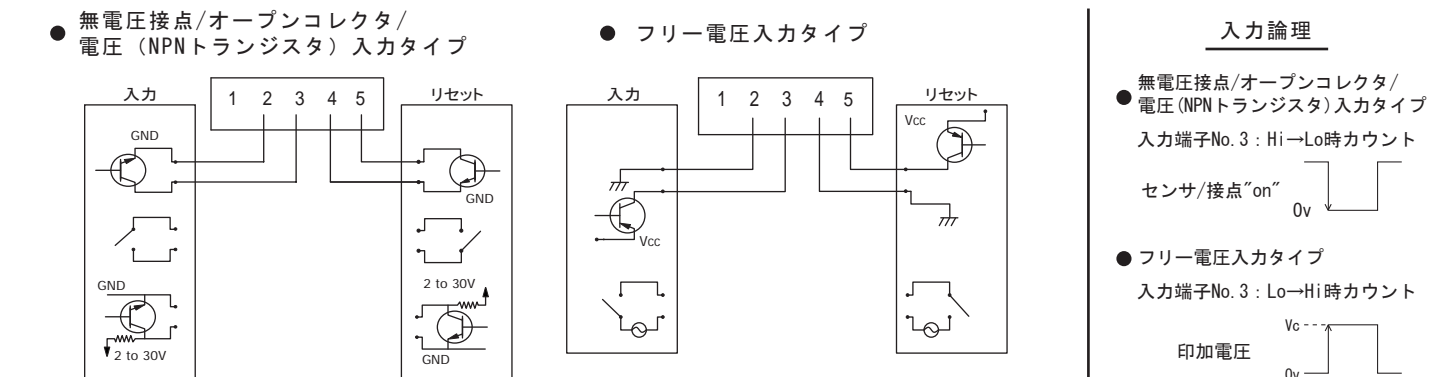 ● 無電圧接点/オープンコレクタ/
電圧（NPNトランジスタ）入力タイプ
入力
1 2 3 4 5
リセット
GND
GND
GND
2 to 30V
2 to 30V
GND
● フリー電圧入力タイプ
入力
1 2 3 4 5
リセット
Vcc
Vcc
入力論理
● 無電圧接点/オープンコレクタ/
電圧(NPNトランジスタ)入力タイプ
入力端子No.3：Hi→Lo時カウント
センサ/接点"on"
0v
● フリー電圧入力タイプ
入力端子No.3：Lo→Hi時カウント
Vc
印加電圧
0v